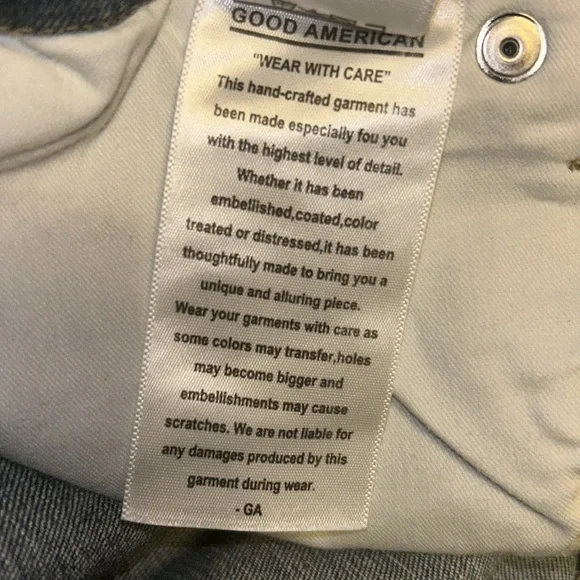 GOOD AMERICAN
"WEAR WITH CARE"
This hand-crafted garment has
been made especially fou you
with the highest level of detail.
Whether it has been
embellished,coated,color
treated or distressed,it has been
thoughtfully made to bring you a
unique and alluring piece.
Wear your garments with care as
some colors may transfer,holes
may become bigger and
embellishments may cause
scratches. We are not liable for
any damages produced by this
garment during wear.
- GA